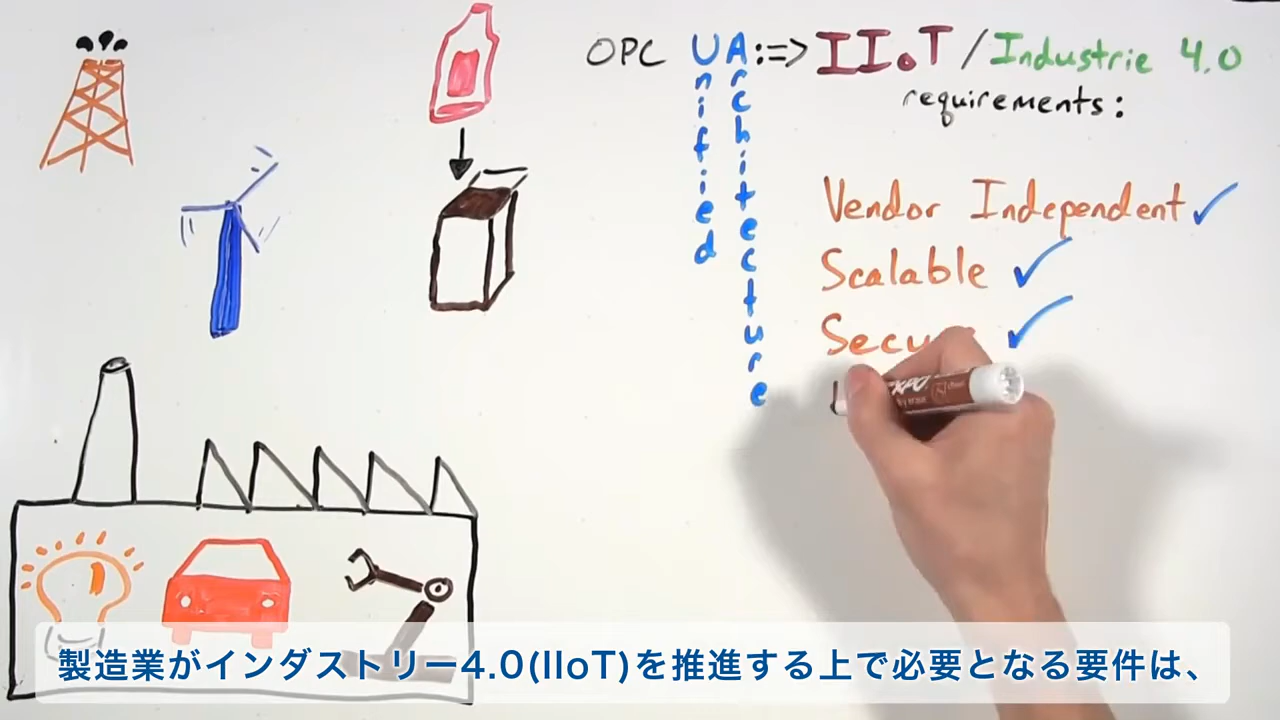 OPC UA :=> IIoT / Industrie 4.0
requirements:
Unified
Architecture
Vendor Independent ✓
Scalable ✓
EXPO
製造業がインダストリー4.0(IIoT)を推進する上で必要となる要件は、